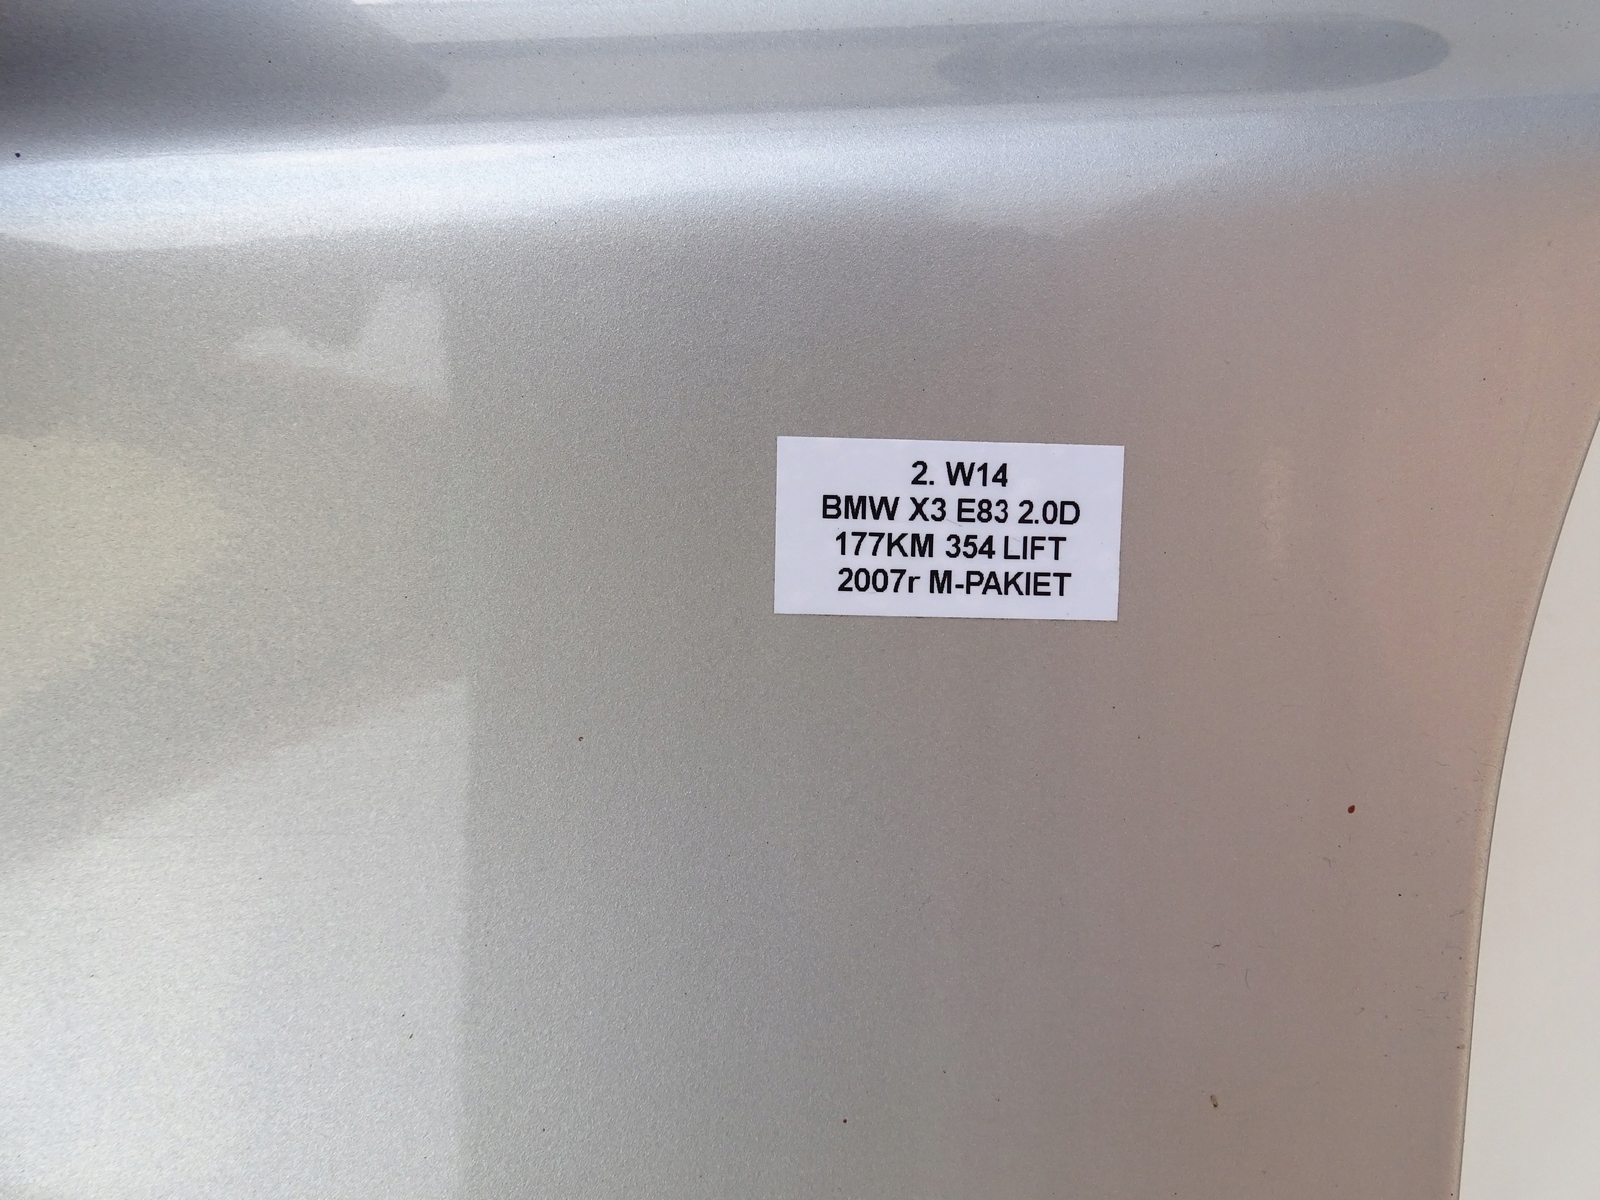 2. W14
BMW X3 E83 2.0D
177KM 354 LIFT
2007r M-PAKIET